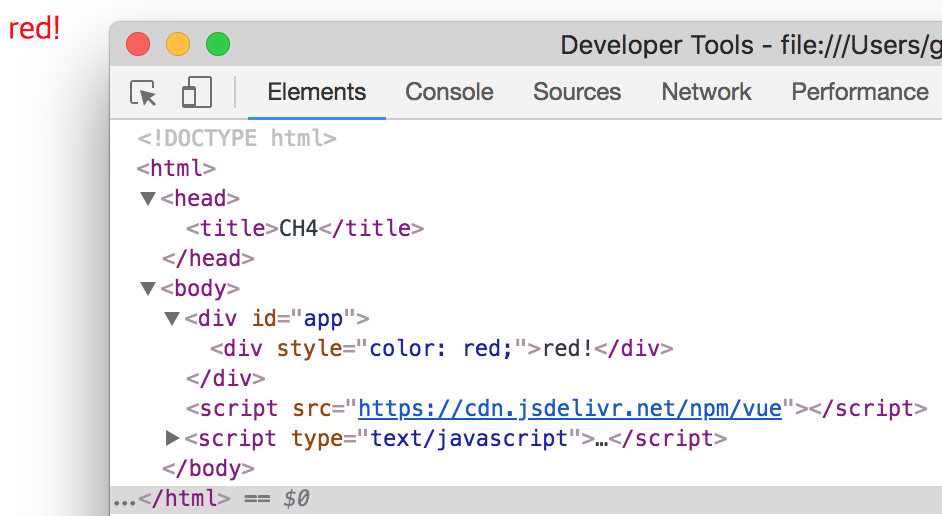 red!
Developer Tools - file:///Users/g
Elements Console Sources Network Performance
<!DOCTYPE html>
<html>
<head>
<title>CH4</title>
</head>
<body>
<div id="app">
<div style="color: red;">red!</div>
</div>
<script src="https://cdn.jsdelivr.net/npm/vue"></script>
<script type="text/javascript">…</script>
</body>
…</html> == $0